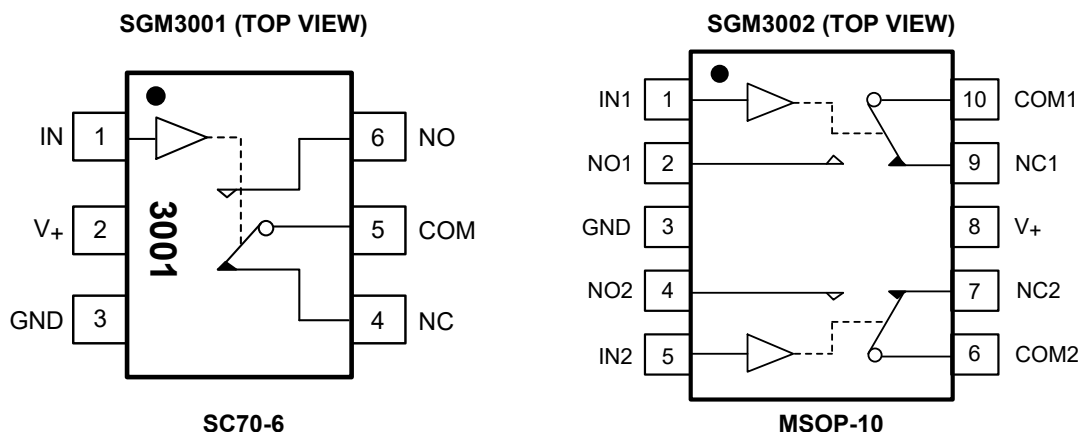 SGM3001 (TOP VIEW)
IN 1
V+ 2
GND 3
3001
6 NO
5 COM
4 NC
SC70-6
SGM3002 (TOP VIEW)
IN1 1
NO1 2
GND 3
NO2 4
IN2 5
10 COM1
9 NC1
8 V+
7 NC2
6 COM2
MSOP-10